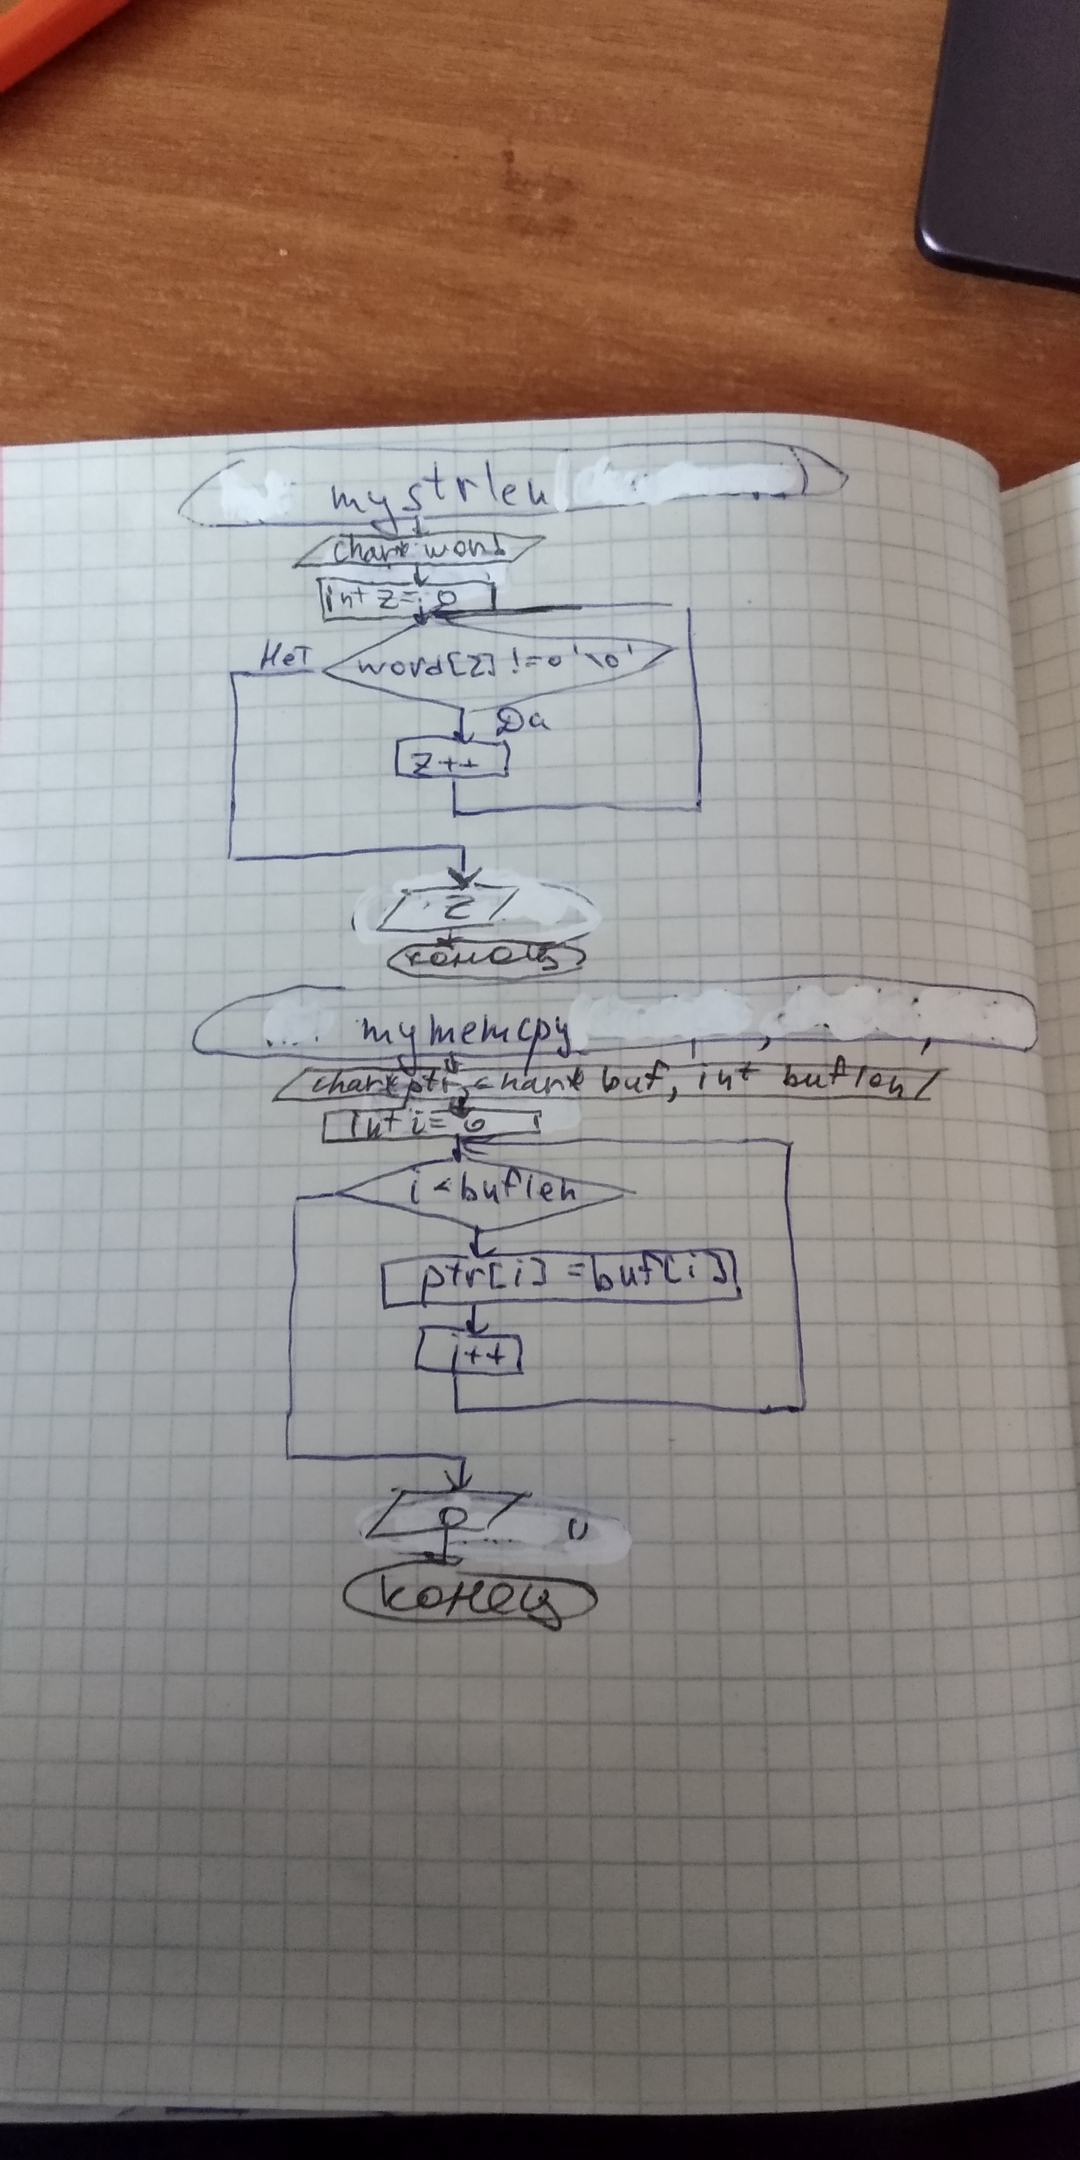 mystrlen
char* word
int z=0
Нет word[z] != '\0'
Да
z++
z
конец
mymemcpy
char* ptr, char* buf, int buflen
int i=0
i < buflen
ptr[i] = buf[i]
i++
0
конец